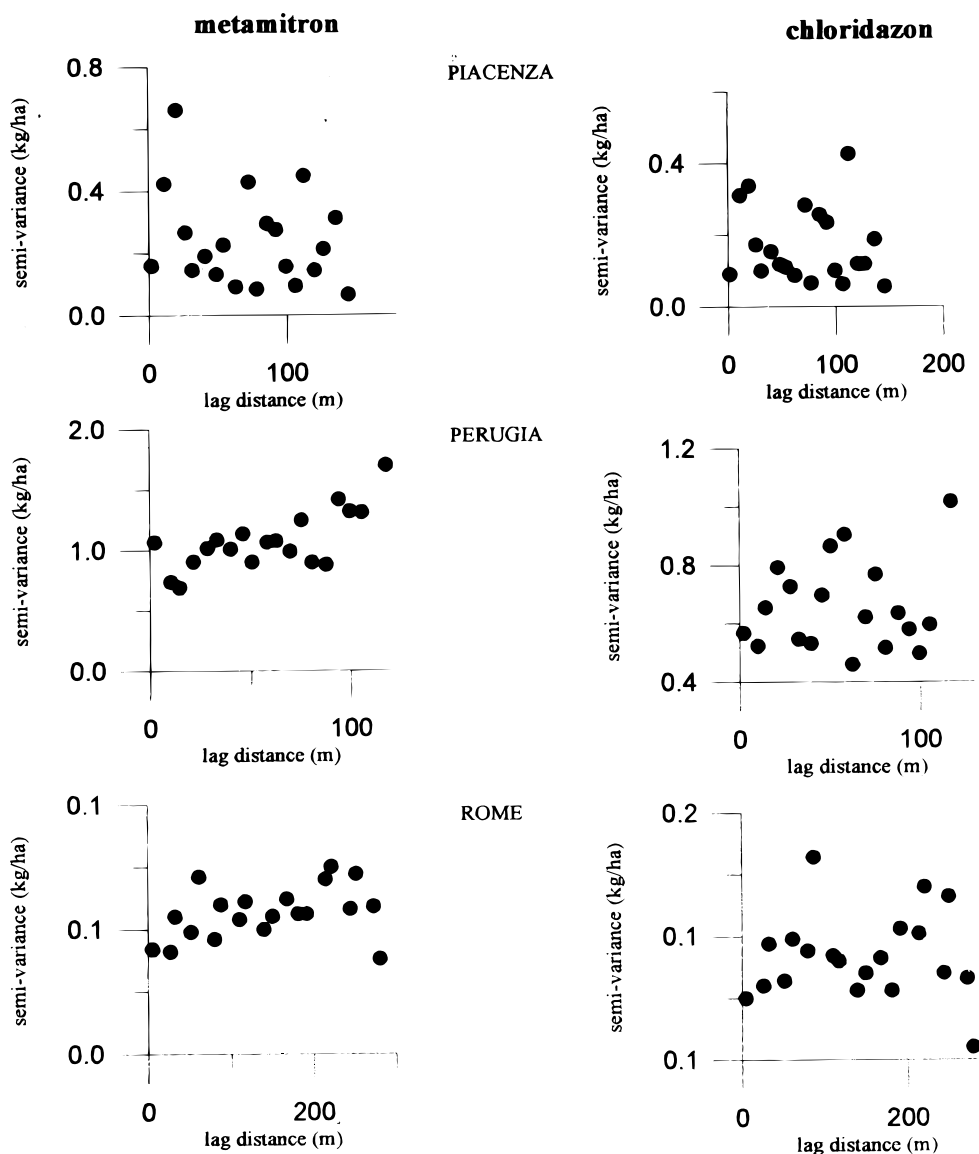 metamitron
chloridazon
PIACENZA
0.8
0.4
0.0
semi-variance (kg/ha)
0
100
lag distance (m)
0.4
0.0
semi-variance (kg/ha)
0
100
200
lag distance (m)
PERUGIA
2.0
1.0
0.0
semi-variance (kg/ha)
0
100
lag distance (m)
1.2
0.8
0.4
semi-variance (kg/ha)
0
100
lag distance (m)
ROME
0.1
0.1
0.0
semi-variance (kg/ha)
0
200
lag distance (m)
0.2
0.1
0.1
semi-variance (kg/ha)
0
200
lag distance (m)